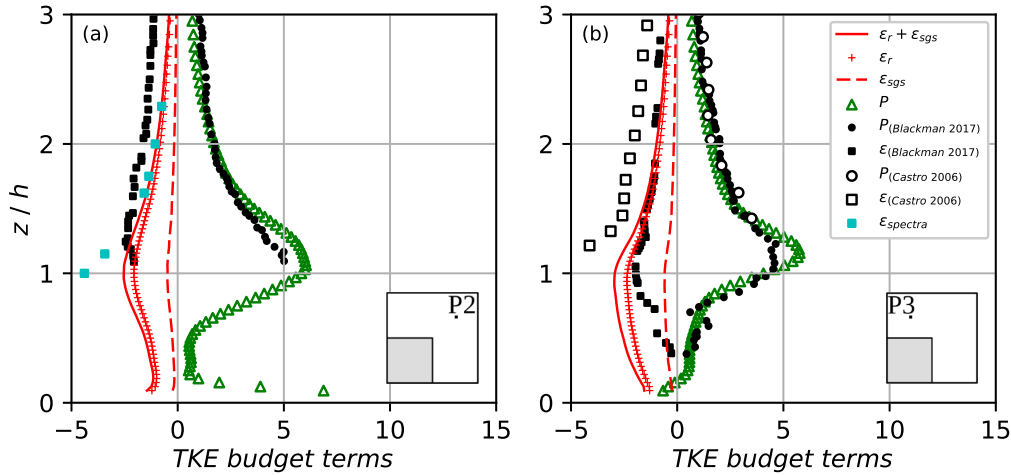 (a)
(b)
z / h
3
2
1
0
−5
0
5
10
15
TKE budget terms
P2
3
2
1
0
−5
0
5
10
15
TKE budget terms
P3
εr + εsgs
εr
εsgs
P
P(Blackman 2017)
ε(Blackman 2017)
P(Castro 2006)
ε(Castro 2006)
εspectra